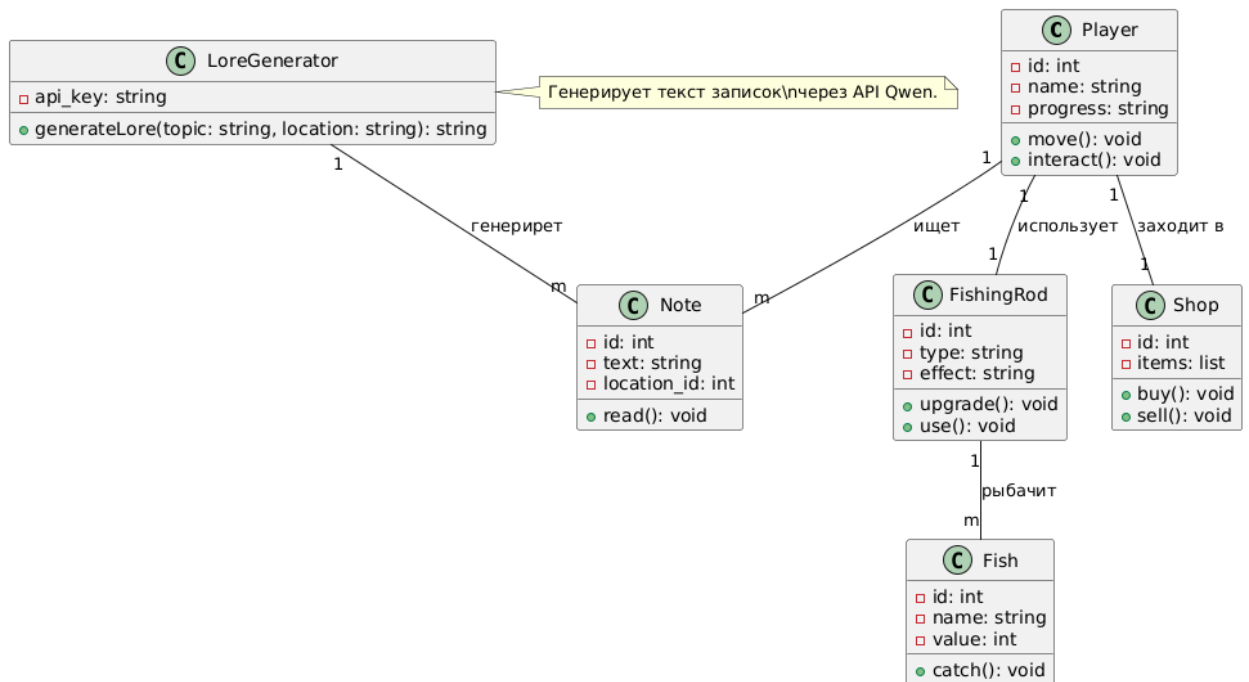 C LoreGenerator
api_key: string
generateLore(topic: string, location: string): string
Генерирует текст записок\nчерез API Qwen.
C Player
id: int
name: string
progress: string
move(): void
interact(): void
1
генерирет
m
1
ищет
m
1
использует
1
1
заходит в
1
C Note
id: int
text: string
location_id: int
read(): void
C FishingRod
id: int
type: string
effect: string
upgrade(): void
use(): void
C Shop
id: int
items: list
buy(): void
sell(): void
1
рыбачит
m
C Fish
id: int
name: string
value: int
catch(): void